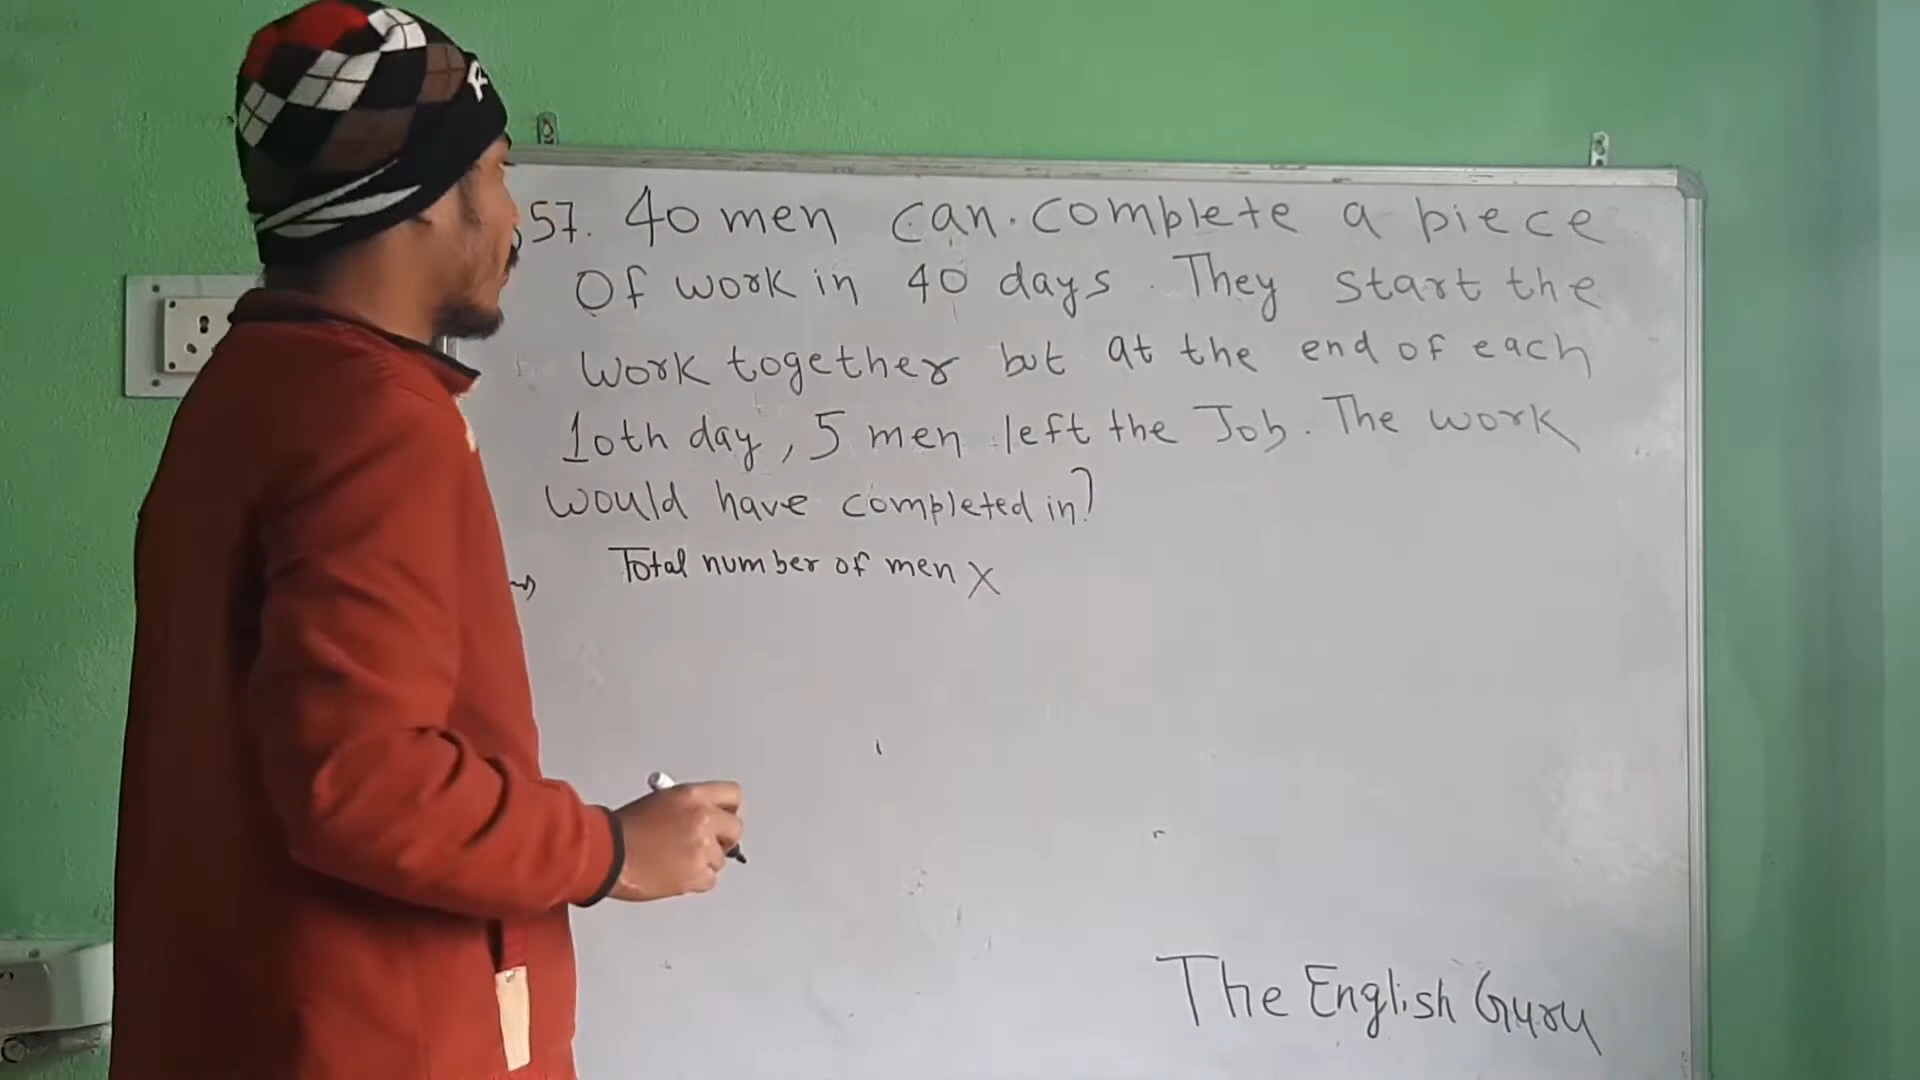 57. 40 men can complete a piece
of work in 40 days. They start the
work together but at the end of each
10th day, 5 men left the Job. The work
would have completed in?
Total number of men X
The English Guru